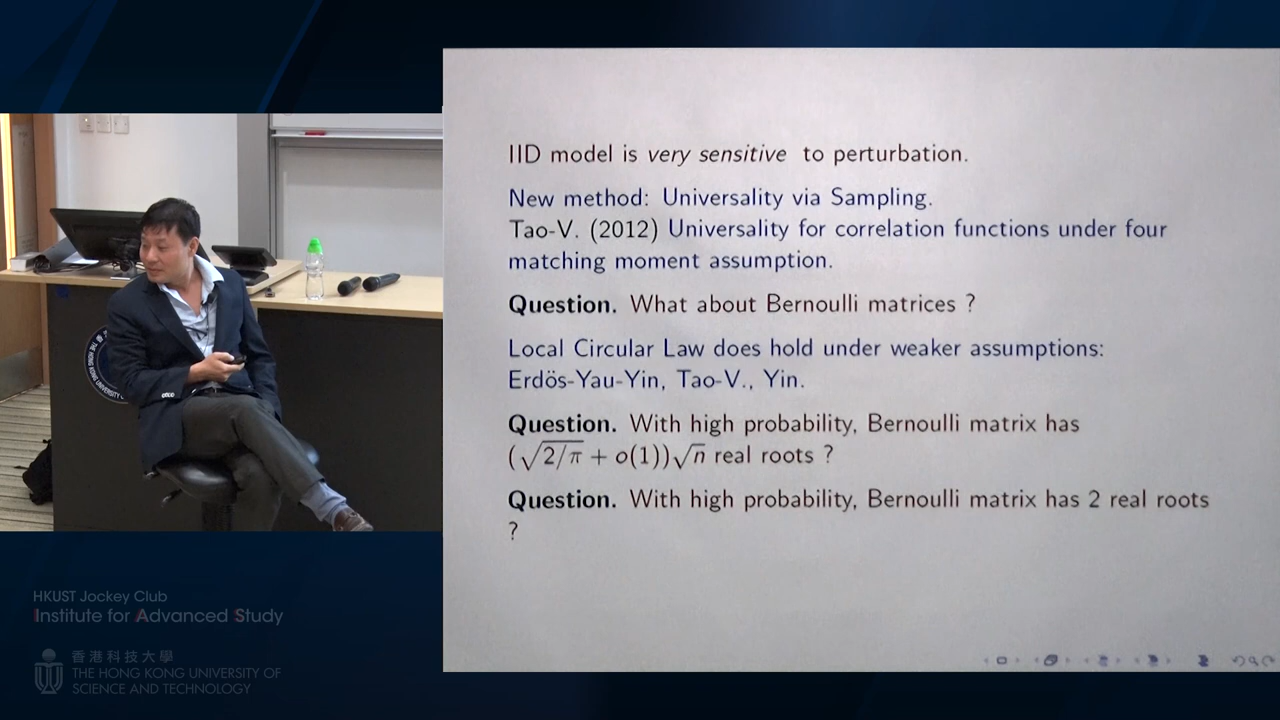 IID model is very sensitive to perturbation.
New method: Universality via Sampling.
Tao-V. (2012) Universality for correlation functions under four
matching moment assumption.
Question. What about Bernoulli matrices ?
Local Circular Law does hold under weaker assumptions:
Erdös-Yau-Yin, Tao-V., Yin.
Question. With high probability, Bernoulli matrix has
(√2/π + o(1))√n real roots ?
Question. With high probability, Bernoulli matrix has 2 real roots
?
HKUST Jockey Club
Institute for Advanced Study
香港科技大學
THE HONG KONG UNIVERSITY OF
SCIENCE AND TECHNOLOGY